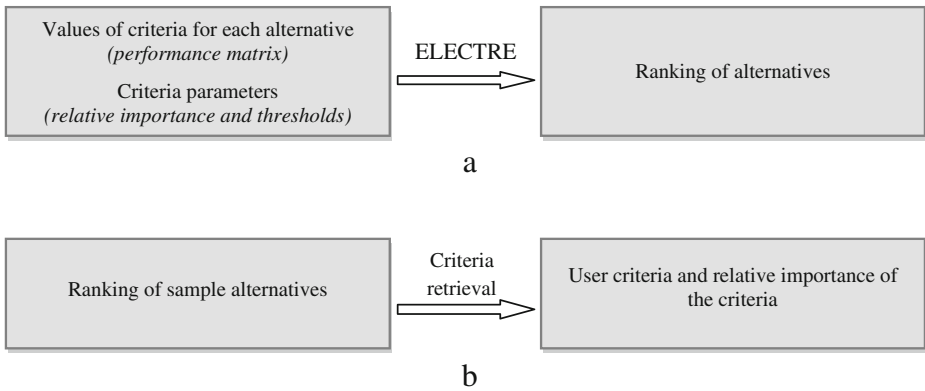 Values of criteria for each alternative
(performance matrix)
Criteria parameters
(relative importance and thresholds)
ELECTRE
Ranking of alternatives
a
Ranking of sample alternatives
Criteria
retrieval
User criteria and relative importance of
the criteria
b